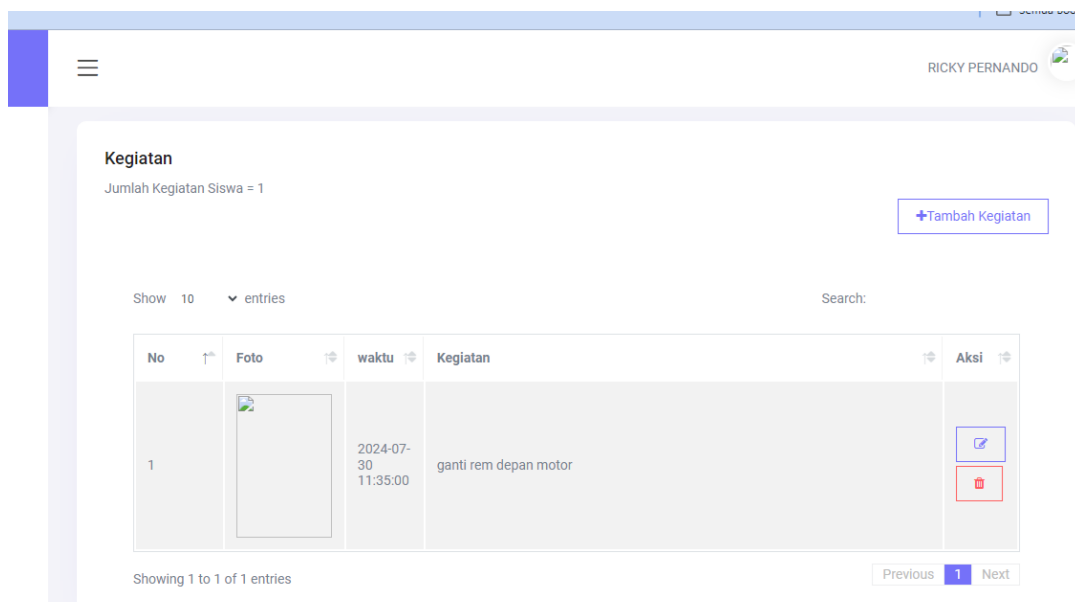 RICKY PERNANDO
Kegiatan
Jumlah Kegiatan Siswa = 1
+Tambah Kegiatan
Show 10 entries
Search:
No Foto waktu Kegiatan Aksi
1
2024-07-
30
11:35:00
ganti rem depan motor
Showing 1 to 1 of 1 entries
Previous 1 Next